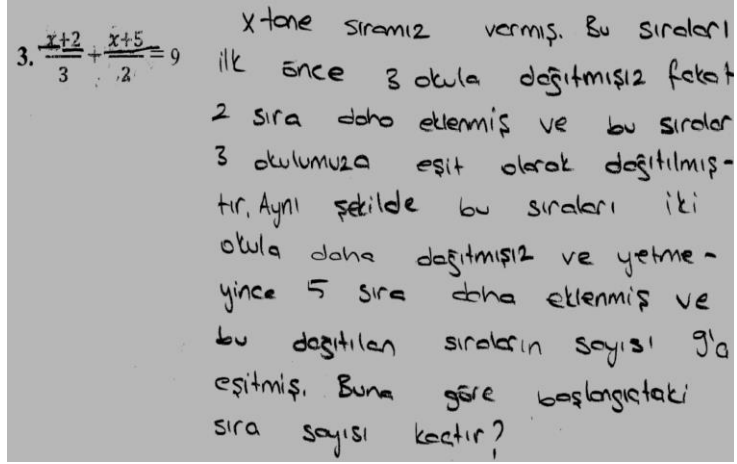 3. x+2/3 + x+5/2 = 9
x tane sıramız varmış. Bu sıraları
ilk önce 3 okula dağıtmışız fakat
2 sıra daha eklenmiş ve bu sıralar
3 okulumuza eşit olarak dağıtılmış-
tır. Aynı şekilde bu sıraları iki
okula daha dağıtmışız ve yetme-
yince 5 sıra daha eklenmiş ve
bu dağıtılan sıraların sayısı 9'a
eşitmiş. Buna göre başlangıçtaki
sıra sayısı kaçtır?